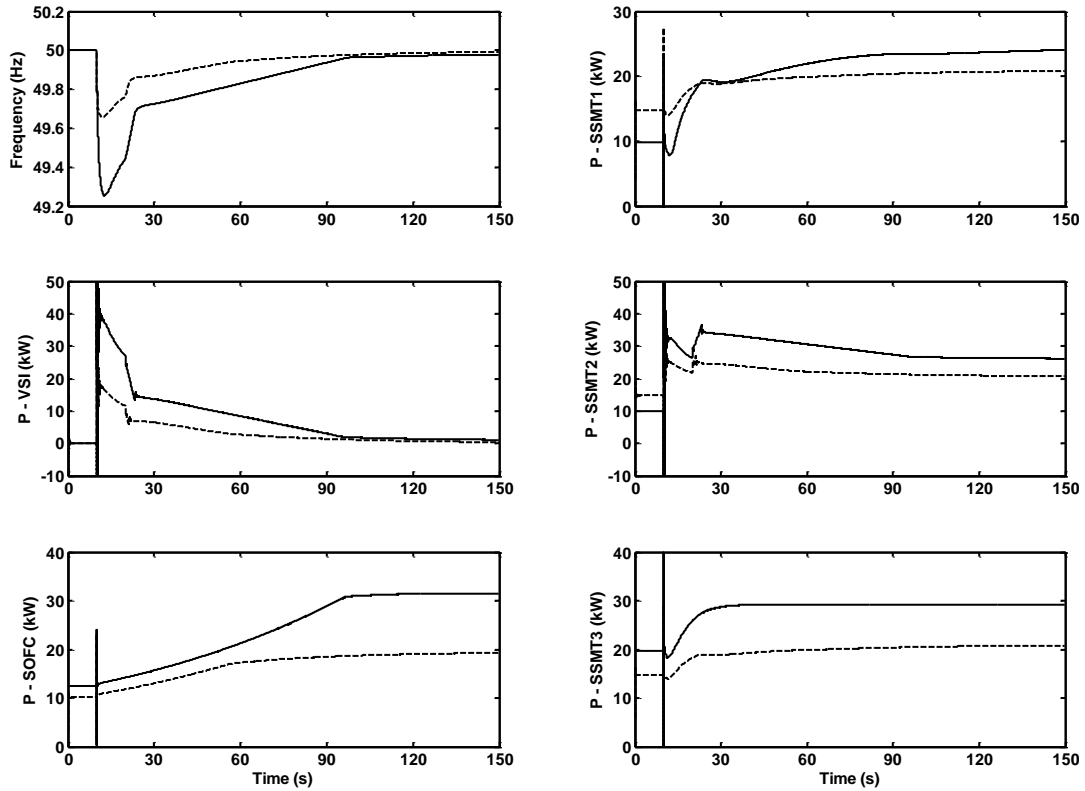 Frequency (Hz)
50.2
50
49.8
49.6
49.4
49.2
0 30 60 90 120 150
P - SSMT1 (kW)
30
20
10
0
0 30 60 90 120 150
P - VSI (kW)
50
40
30
20
10
0
-10
0 30 60 90 120 150
P - SSMT2 (kW)
50
40
30
20
10
0
-10
0 30 60 90 120 150
P - SOFC (kW)
40
30
20
10
0
0 30 60 90 120 150
Time (s)
P - SSMT3 (kW)
40
30
20
10
0
0 30 60 90 120 150
Time (s)